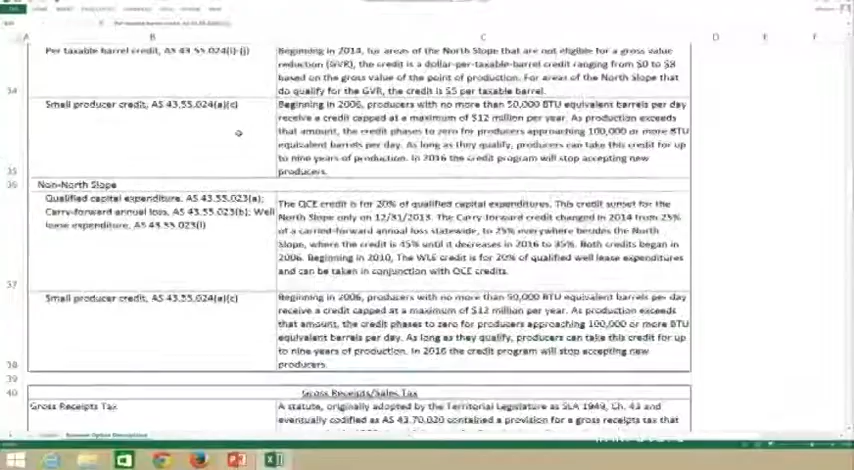 A B C D E F
Per taxable barrel credit, AS 43.55.024(i)-(j)
Beginning in 2014, for areas of the North Slope that are not eligible for a gross value
reduction (GVR), the credit is a dollar-per-taxable-barrel credit ranging from $0 to $8
based on the gross value of the point of production. For areas of the North Slope that
do qualify for the GVR, the credit is $5 per taxable barrel.
34
Small producer credit, AS 43.55.024(a)(c)
Beginning in 2006, producers with no more than 50,000 BTU equivalent barrels per day
receive a credit capped at a maximum of $12 million per year. As production exceeds
that amount, the credit phases to zero for producers approaching 100,000 or more BTU
equivalent barrels per day. As long as they qualify, producers can take this credit for up
to nine years of production. In 2016 the credit program will stop accepting new
producers.
35
36 Non-North Slope
Qualified capital expenditure, AS 43.55.023(a);
Carry-forward annual loss, AS 43.55.023(b); Well
lease expenditure, AS 43.55.023(l)
The QCE credit is for 20% of qualified capital expenditures. This credit sunset for the
North Slope only on 12/31/2013. The Carry-forward credit changed in 2014 from 25%
of a carried-forward annual loss statewide, to 25% everywhere besides the North
Slope, where the credit is 45% until it decreases in 2016 to 35%. Both credits began in
2006. Beginning in 2010, The WLE credit is for 20% of qualified well lease expenditures
and can be taken in conjunction with QCE credits.
37
Small producer credit, AS 43.55.024(a)(c)
Beginning in 2006, producers with no more than 50,000 BTU equivalent barrels per day
receive a credit capped at a maximum of $12 million per year. As production exceeds
that amount, the credit phases to zero for producers approaching 100,000 or more BTU
equivalent barrels per day. As long as they qualify, producers can take this credit for up
to nine years of production. In 2016 the credit program will stop accepting new
producers.
38
39
40 Gross Receipts/Sales Tax
Gross Receipts Tax
A statute, originally adopted by the Territorial Legislature as SLA 1949, Ch. 43 and
eventually codified as AS 43.70.030 contained a provision for a gross receipts tax that